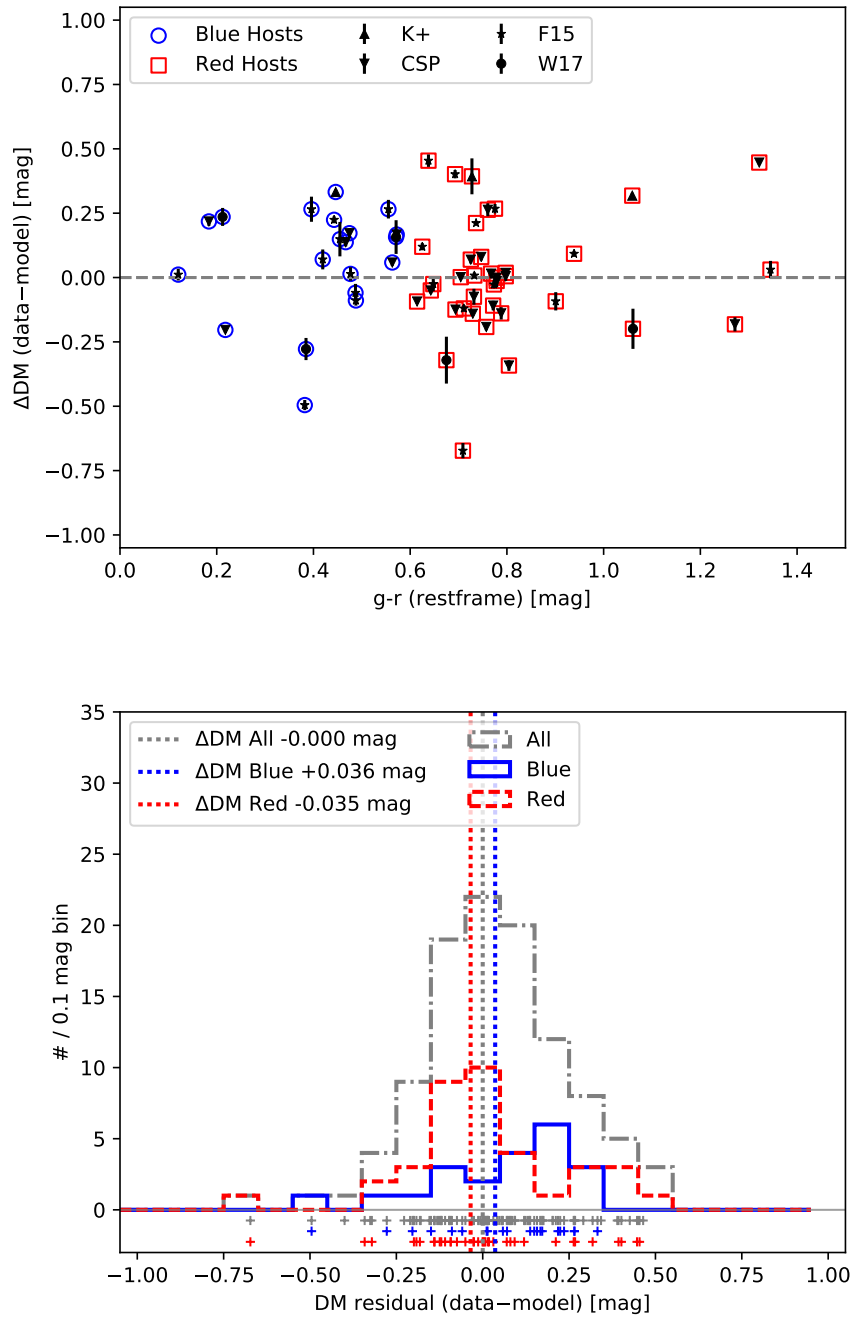 1.00
0.75
0.50
0.25
0.00
−0.25
−0.50
−0.75
−1.00
ΔDM (data−model) [mag]
Blue Hosts
Red Hosts
K+
CSP
F15
W17
0.0 0.2 0.4 0.6 0.8 1.0 1.2 1.4
g-r (restframe) [mag]
35
30
25
20
15
10
5
0
# / 0.1 mag bin
ΔDM All -0.000 mag
ΔDM Blue +0.036 mag
ΔDM Red -0.035 mag
All
Blue
Red
−1.00 −0.75 −0.50 −0.25 0.00 0.25 0.50 0.75 1.00
DM residual (data−model) [mag]